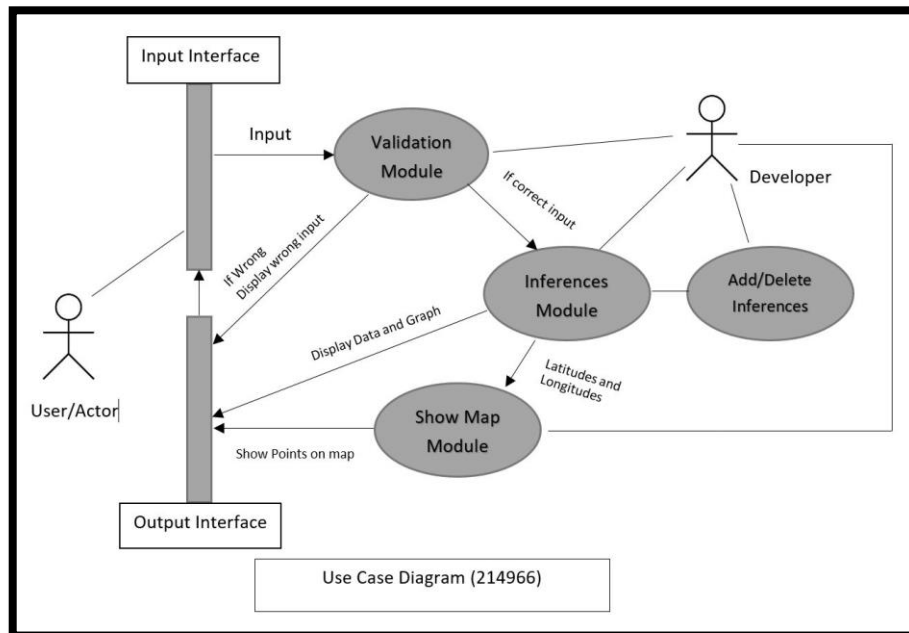 Input Interface
Input
Validation
Module
Developer
If correct input
If Wrong
Display wrong input
Inferences
Module
Add/Delete
Inferences
Display Data and Graph
Latitudes and
Longitudes
User/Actor
Show Map
Module
Show Points on map
Output Interface
Use Case Diagram (214966)